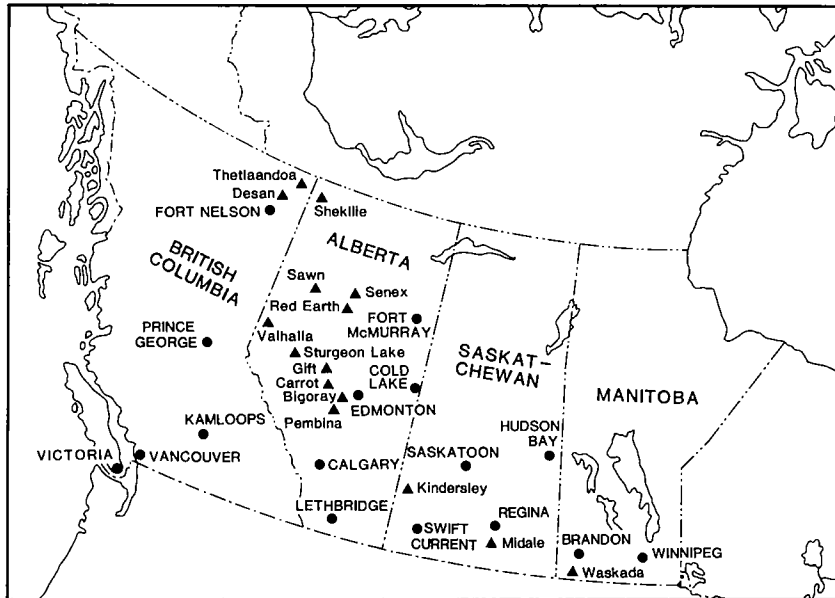 Thetlaandoa
Desan
FORT NELSON
Shekilie
BRITISH
COLUMBIA
ALBERTA
Sawn
Senex
Red Earth
FORT
McMURRAY
Valhalla
PRINCE
GEORGE
Sturgeon Lake
Gift
COLD
LAKE
Carrot
Bigoray
EDMONTON
Pembina
SASKAT-
CHEWAN
MANITOBA
KAMLOOPS
HUDSON
BAY
VICTORIA
VANCOUVER
CALGARY
SASKATOON
Kindersley
LETHBRIDGE
REGINA
SWIFT
CURRENT
Midale
BRANDON
WINNIPEG
Waskada